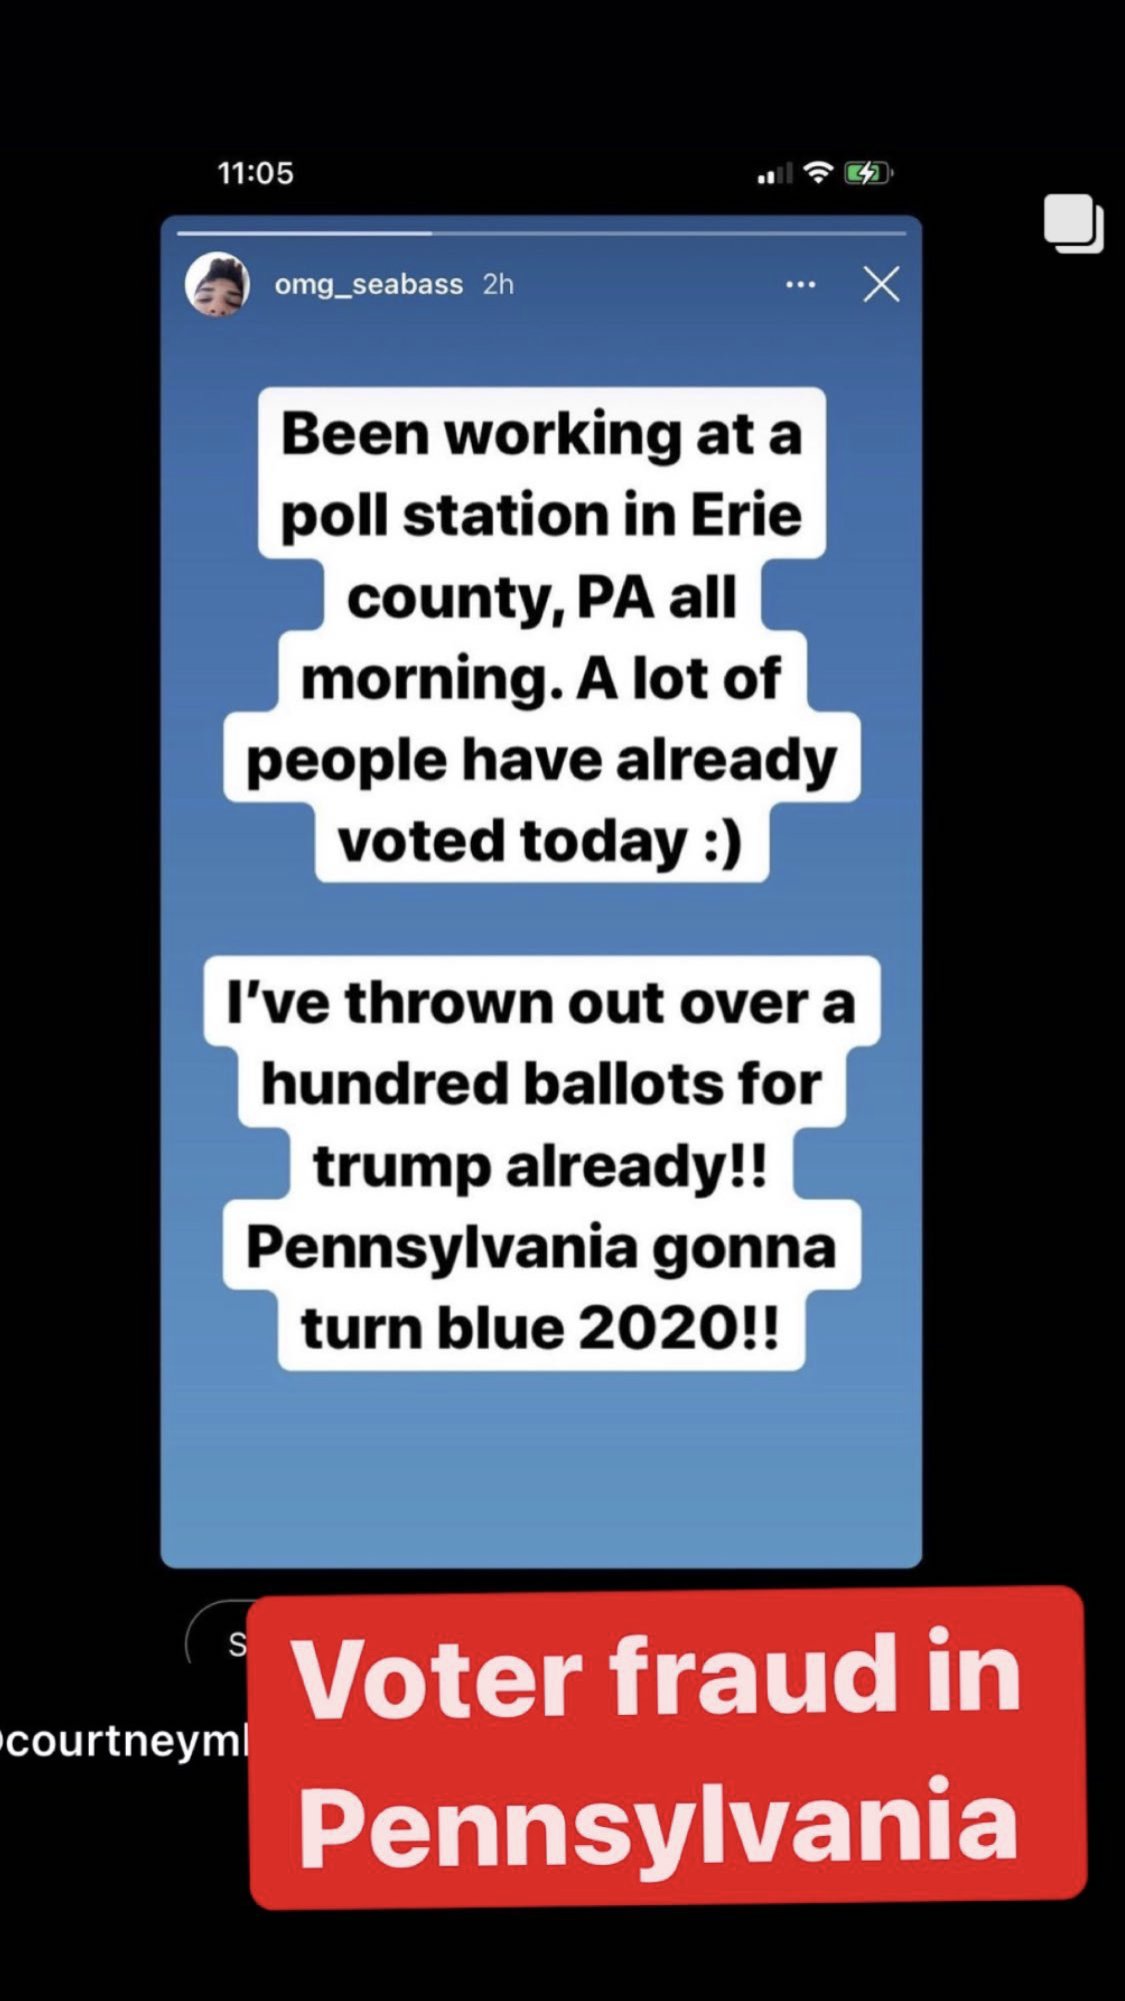 11:05
omg_seabass 2h
Been working at a
poll station in Erie
county, PA all
morning. A lot of
people have already
voted today :)
I've thrown out over a
hundred ballots for
trump already!!
Pennsylvania gonna
turn blue 2020!!
Voter fraud in
Pennsylvania